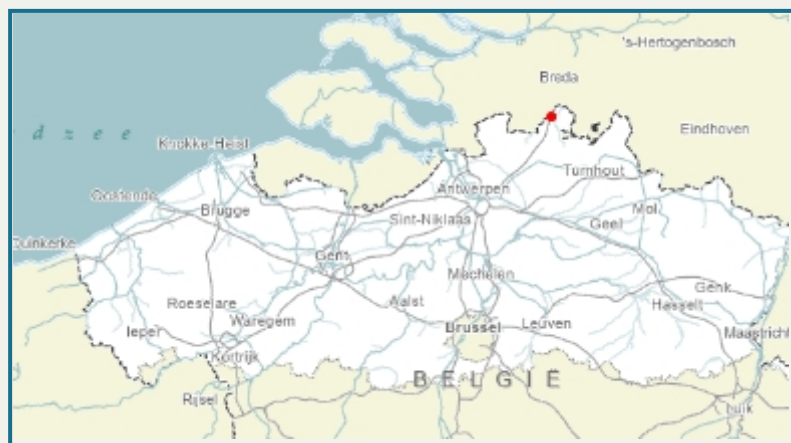 's-Hertogenbosch
Breda
d z e e
Eindhoven
Knokke-Heist
Turnhout
Antwerpen
Oostende
Mol
Brugge
Sint-Niklaas
Geel
Duinkerke
Gent
Mechelen
Genk
Roeselare
Aalst
Hasselt
Waregem
Brussel
Leuven
Ieper
Maastricht
Kortrijk
BELGIË
Rijsel
Luik